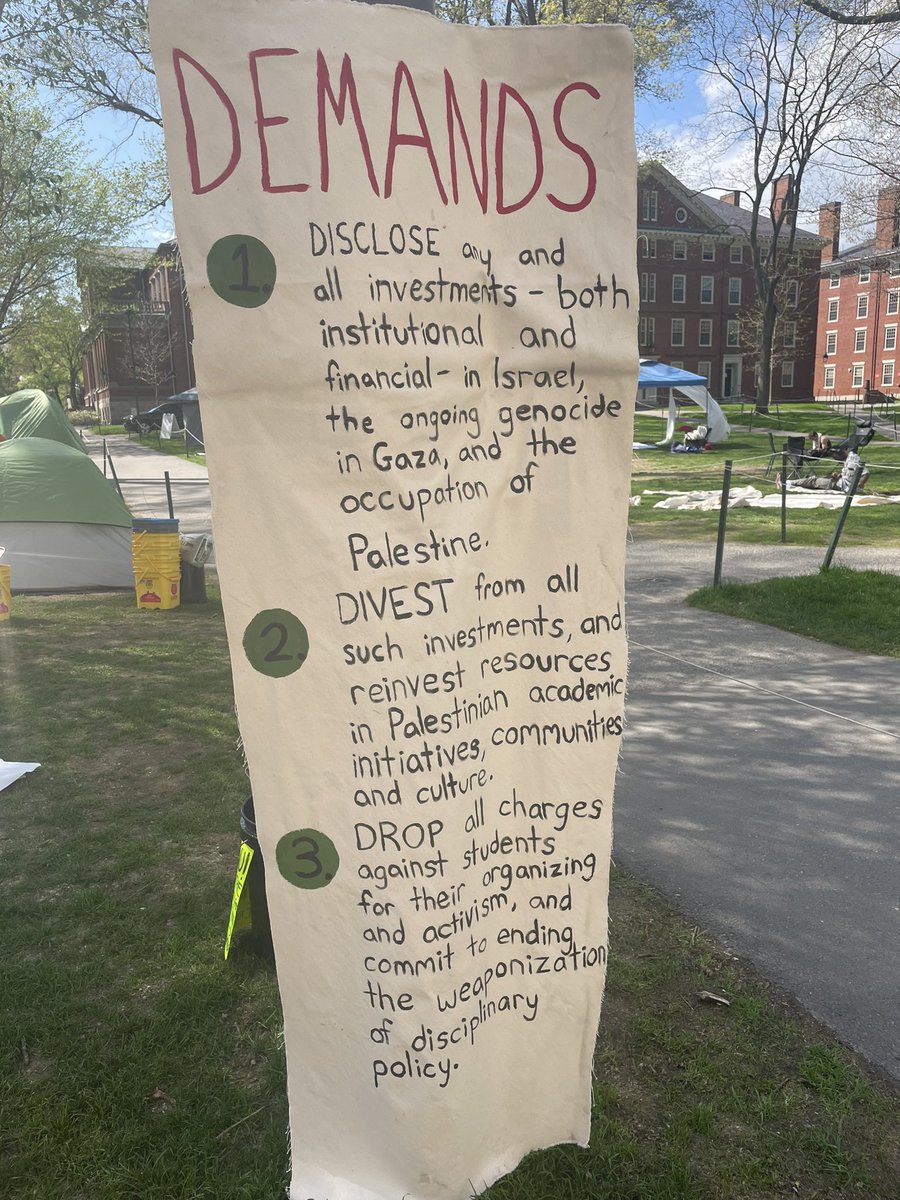 DEMANDS
1. DISCLOSE any and
all investments - both
institutional and
financial - in Israel,
the ongoing genocide
in Gaza, and the
occupation of
Palestine.
2. DIVEST from all
such investments, and
reinvest resources
in Palestinian academic
initiatives, communities
and culture.
3. DROP all charges
against students
for their organizing
and activism, and
commit to ending
the weaponization
of disciplinary
policy.